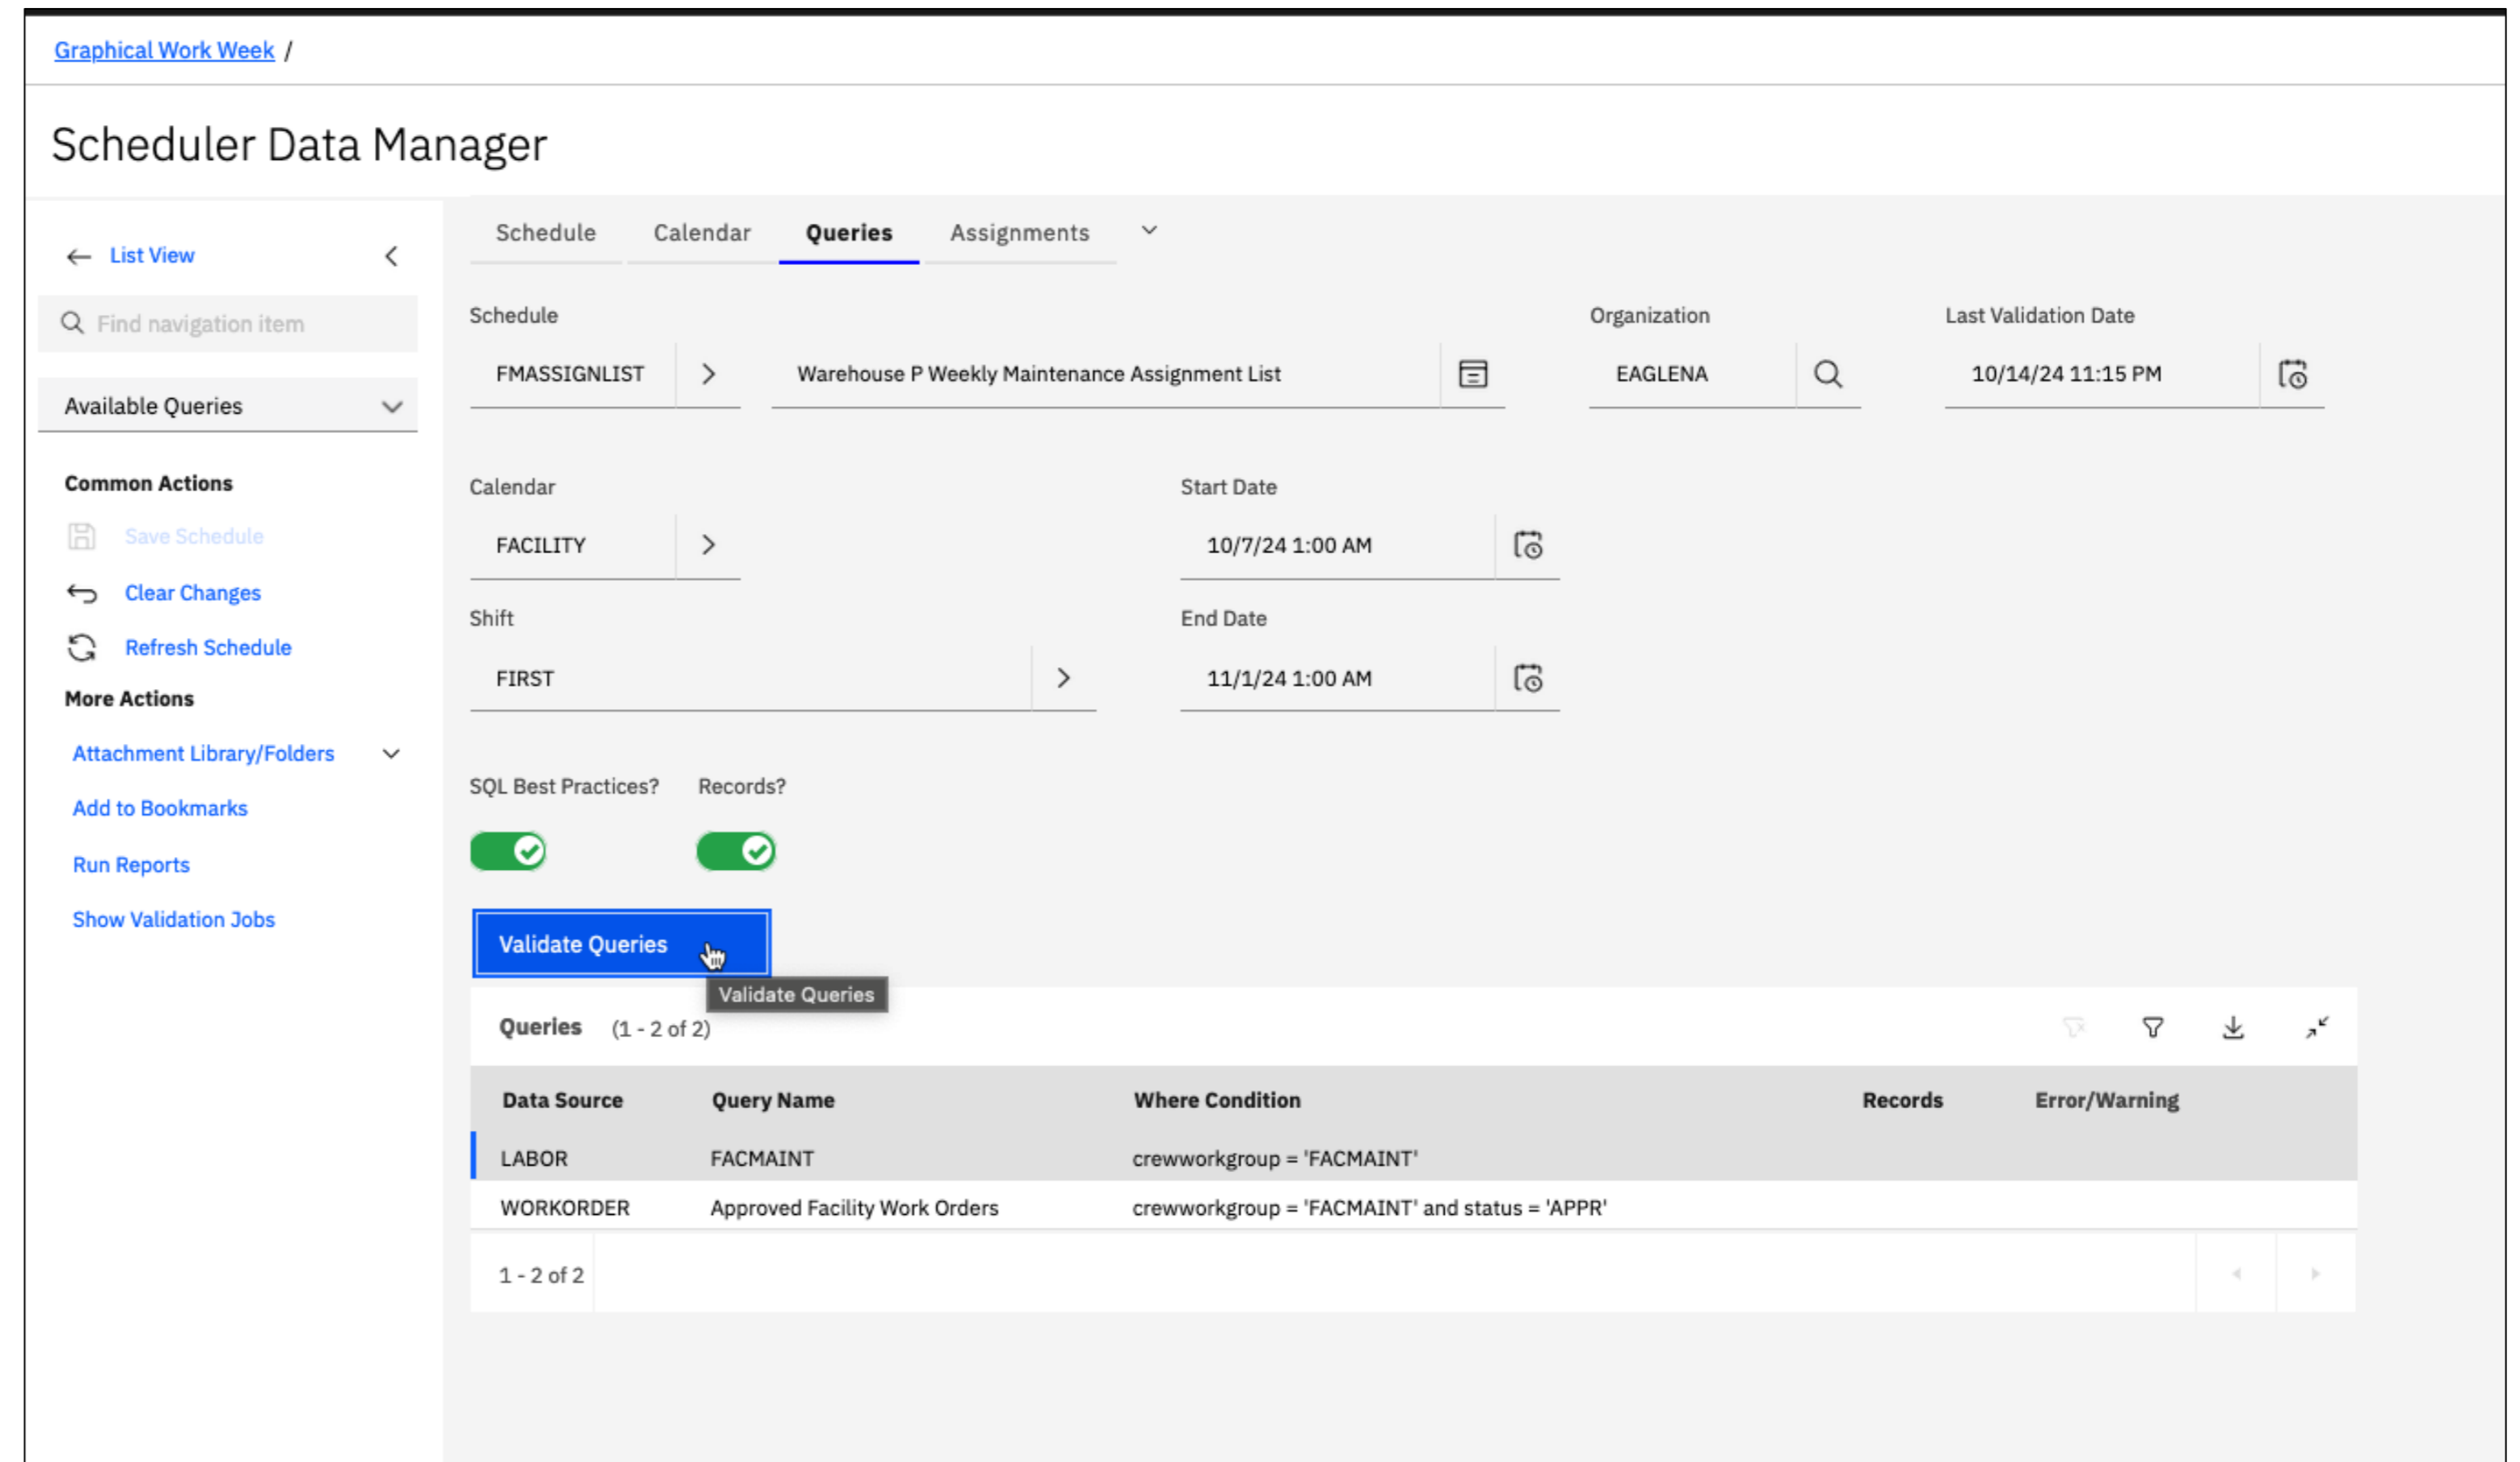 Graphical Work Week /
Scheduler Data Manager
List View
Find navigation item
Available Queries
Common Actions
Save Schedule
Clear Changes
Refresh Schedule
More Actions
Attachment Library/Folders
Add to Bookmarks
Run Reports
Show Validation Jobs
Schedule Calendar Queries Assignments
Schedule Organization Last Validation Date
FMASSIGNLIST Warehouse P Weekly Maintenance Assignment List EAGLENA 10/14/24 11:15 PM
Calendar Start Date
FACILITY 10/7/24 1:00 AM
Shift End Date
FIRST 11/1/24 1:00 AM
SQL Best Practices? Records?
Validate Queries
Validate Queries
Queries (1 - 2 of 2)
Data Source Query Name Where Condition Records Error/Warning
LABOR FACMAINT crewworkgroup = 'FACMAINT'
WORKORDER Approved Facility Work Orders crewworkgroup = 'FACMAINT' and status = 'APPR'
1 - 2 of 2